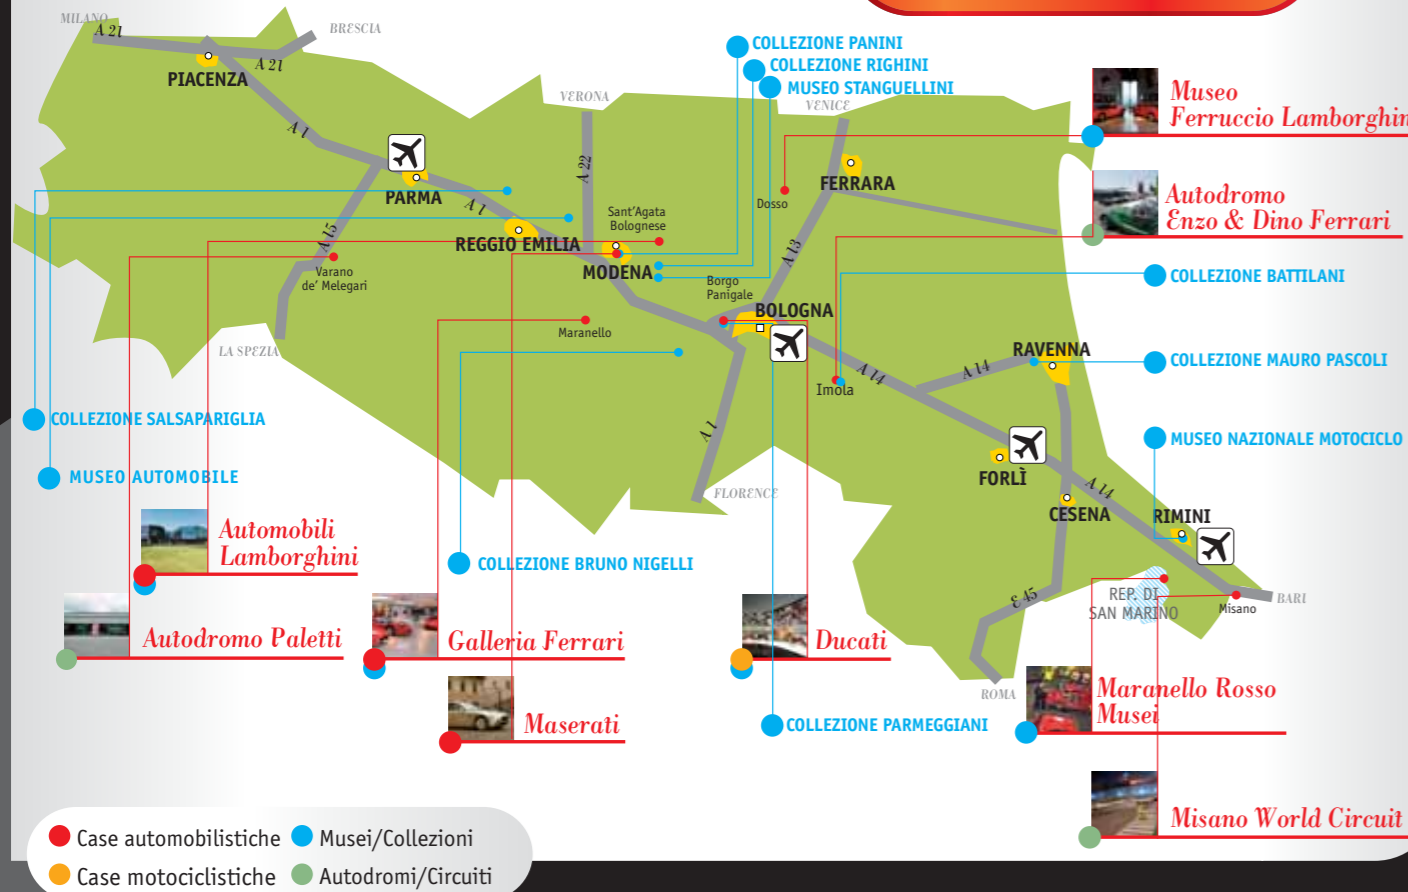 MILANO
A 21
BRESCIA
A 21
PIACENZA
A 1
VERONA
A 22
PARMA
A 1
REGGIO EMILIA
A 15
Varano
de' Melegari
LA SPEZIA
Sant'Agata
Bolognese
MODENA
Maranello
COLLEZIONE PANINI
COLLEZIONE RIGHINI
MUSEO STANGUELLINI
VENICE
FERRARA
Dosso
A 13
Borgo
Panigale
BOLOGNA
Imola
A 14
A 14
RAVENNA
A 1
FLORENCE
FORLÌ
CESENA
A 14
RIMINI
E 45
ROMA
REP. DI
SAN MARINO
Misano
BARI
Museo
Ferruccio Lamborghin
Autodromo
Enzo & Dino Ferrari
COLLEZIONE BATTILANI
COLLEZIONE MAURO PASCOLI
MUSEO NAZIONALE MOTOCICLO
COLLEZIONE SALSAPARIGLIA
MUSEO AUTOMOBILE
Automobili
Lamborghini
Autodromo Paletti
COLLEZIONE BRUNO NIGELLI
Galleria Ferrari
Maserati
Ducati
COLLEZIONE PARMEGGIANI
Maranello Rosso
Musei
Misano World Circuit
Case automobilistiche
Musei/Collezioni
Case motociclistiche
Autodromi/Circuiti